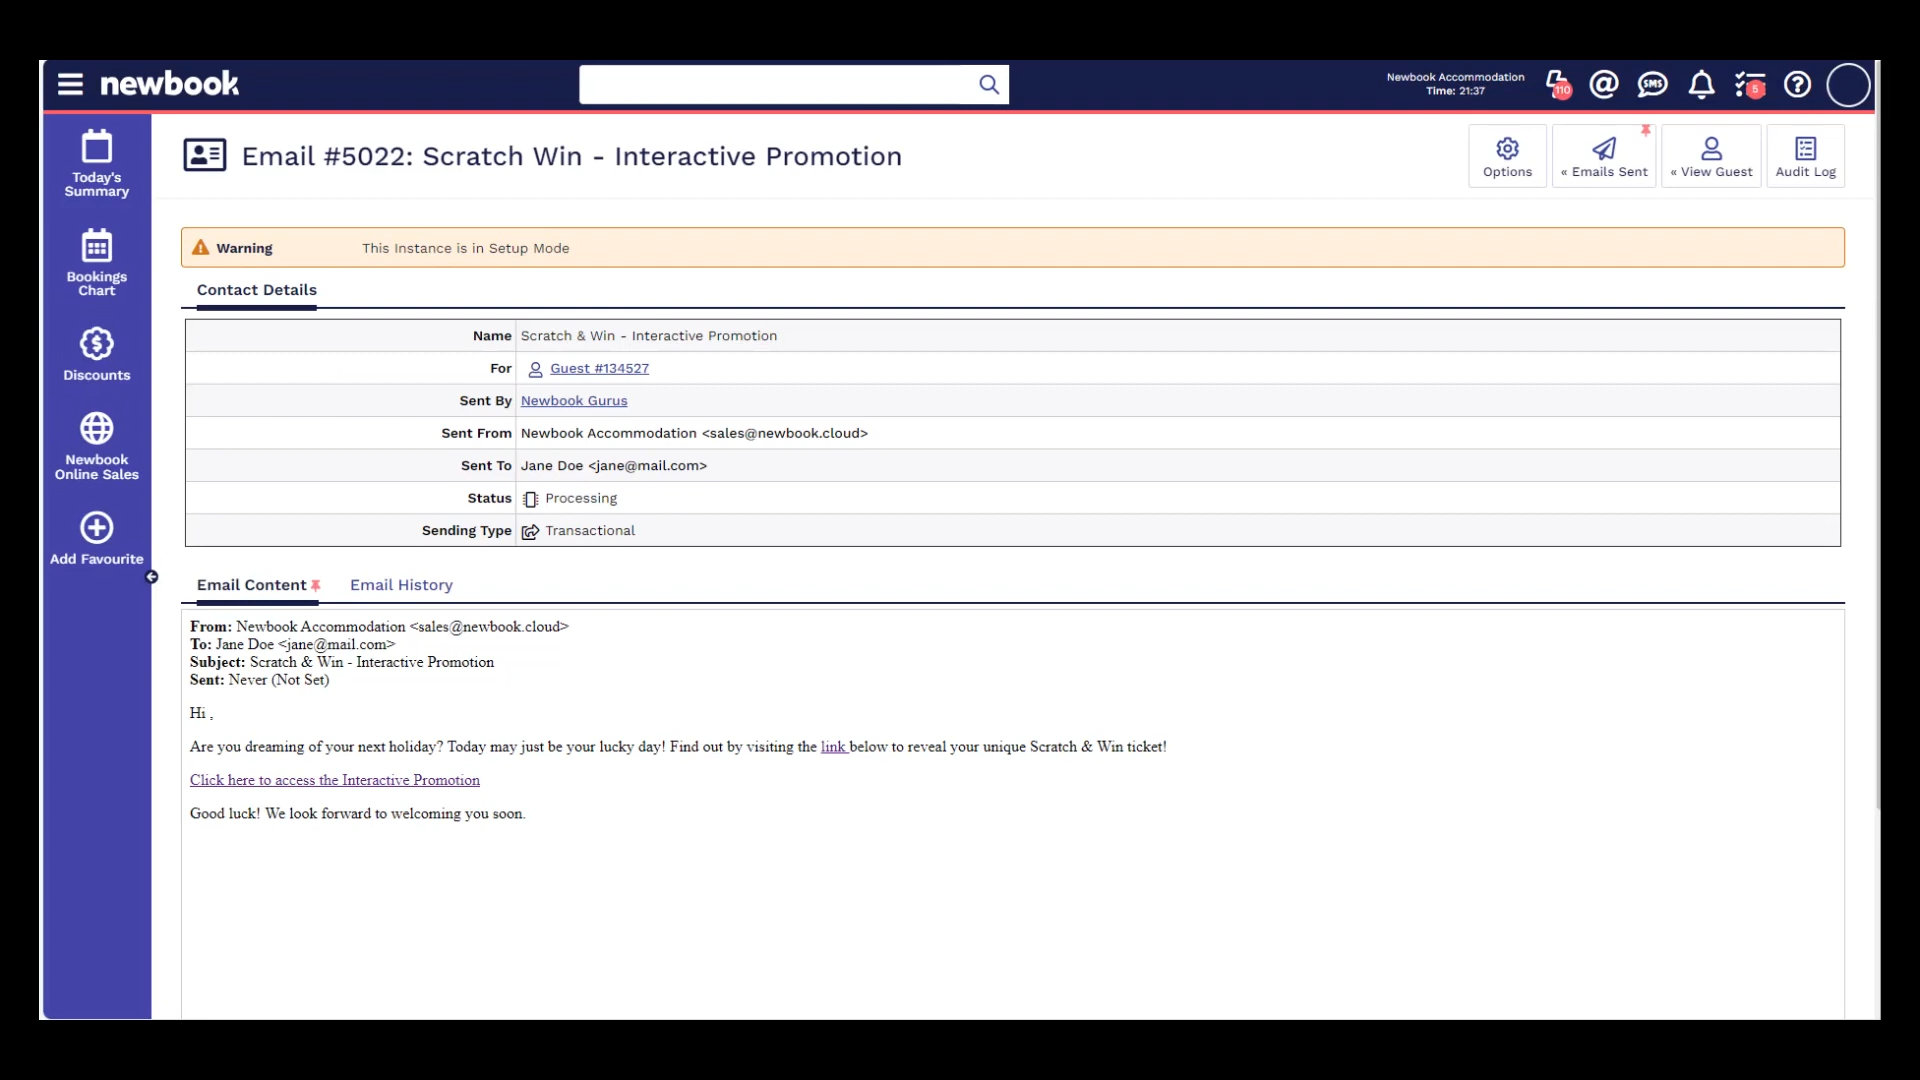 newbook
Newbook Accommodation
Time: 21:37
110
SMS
5
Today's
Summary
Bookings
Chart
Discounts
Newbook
Online Sales
Add Favourite
Email #5022: Scratch Win - Interactive Promotion
Options
« Emails Sent
« View Guest
Audit Log
Warning This Instance is in Setup Mode
Contact Details
Name Scratch & Win - Interactive Promotion
For Guest #134527
Sent By Newbook Gurus
Sent From Newbook Accommodation <sales@newbook.cloud>
Sent To Jane Doe <jane@mail.com>
Status Processing
Sending Type Transactional
Email Content Email History
From: Newbook Accommodation <sales@newbook.cloud>
To: Jane Doe <jane@mail.com>
Subject: Scratch & Win - Interactive Promotion
Sent: Never (Not Set)
Hi ,
Are you dreaming of your next holiday? Today may just be your lucky day! Find out by visiting the link below to reveal your unique Scratch & Win ticket!
Click here to access the Interactive Promotion
Good luck! We look forward to welcoming you soon.